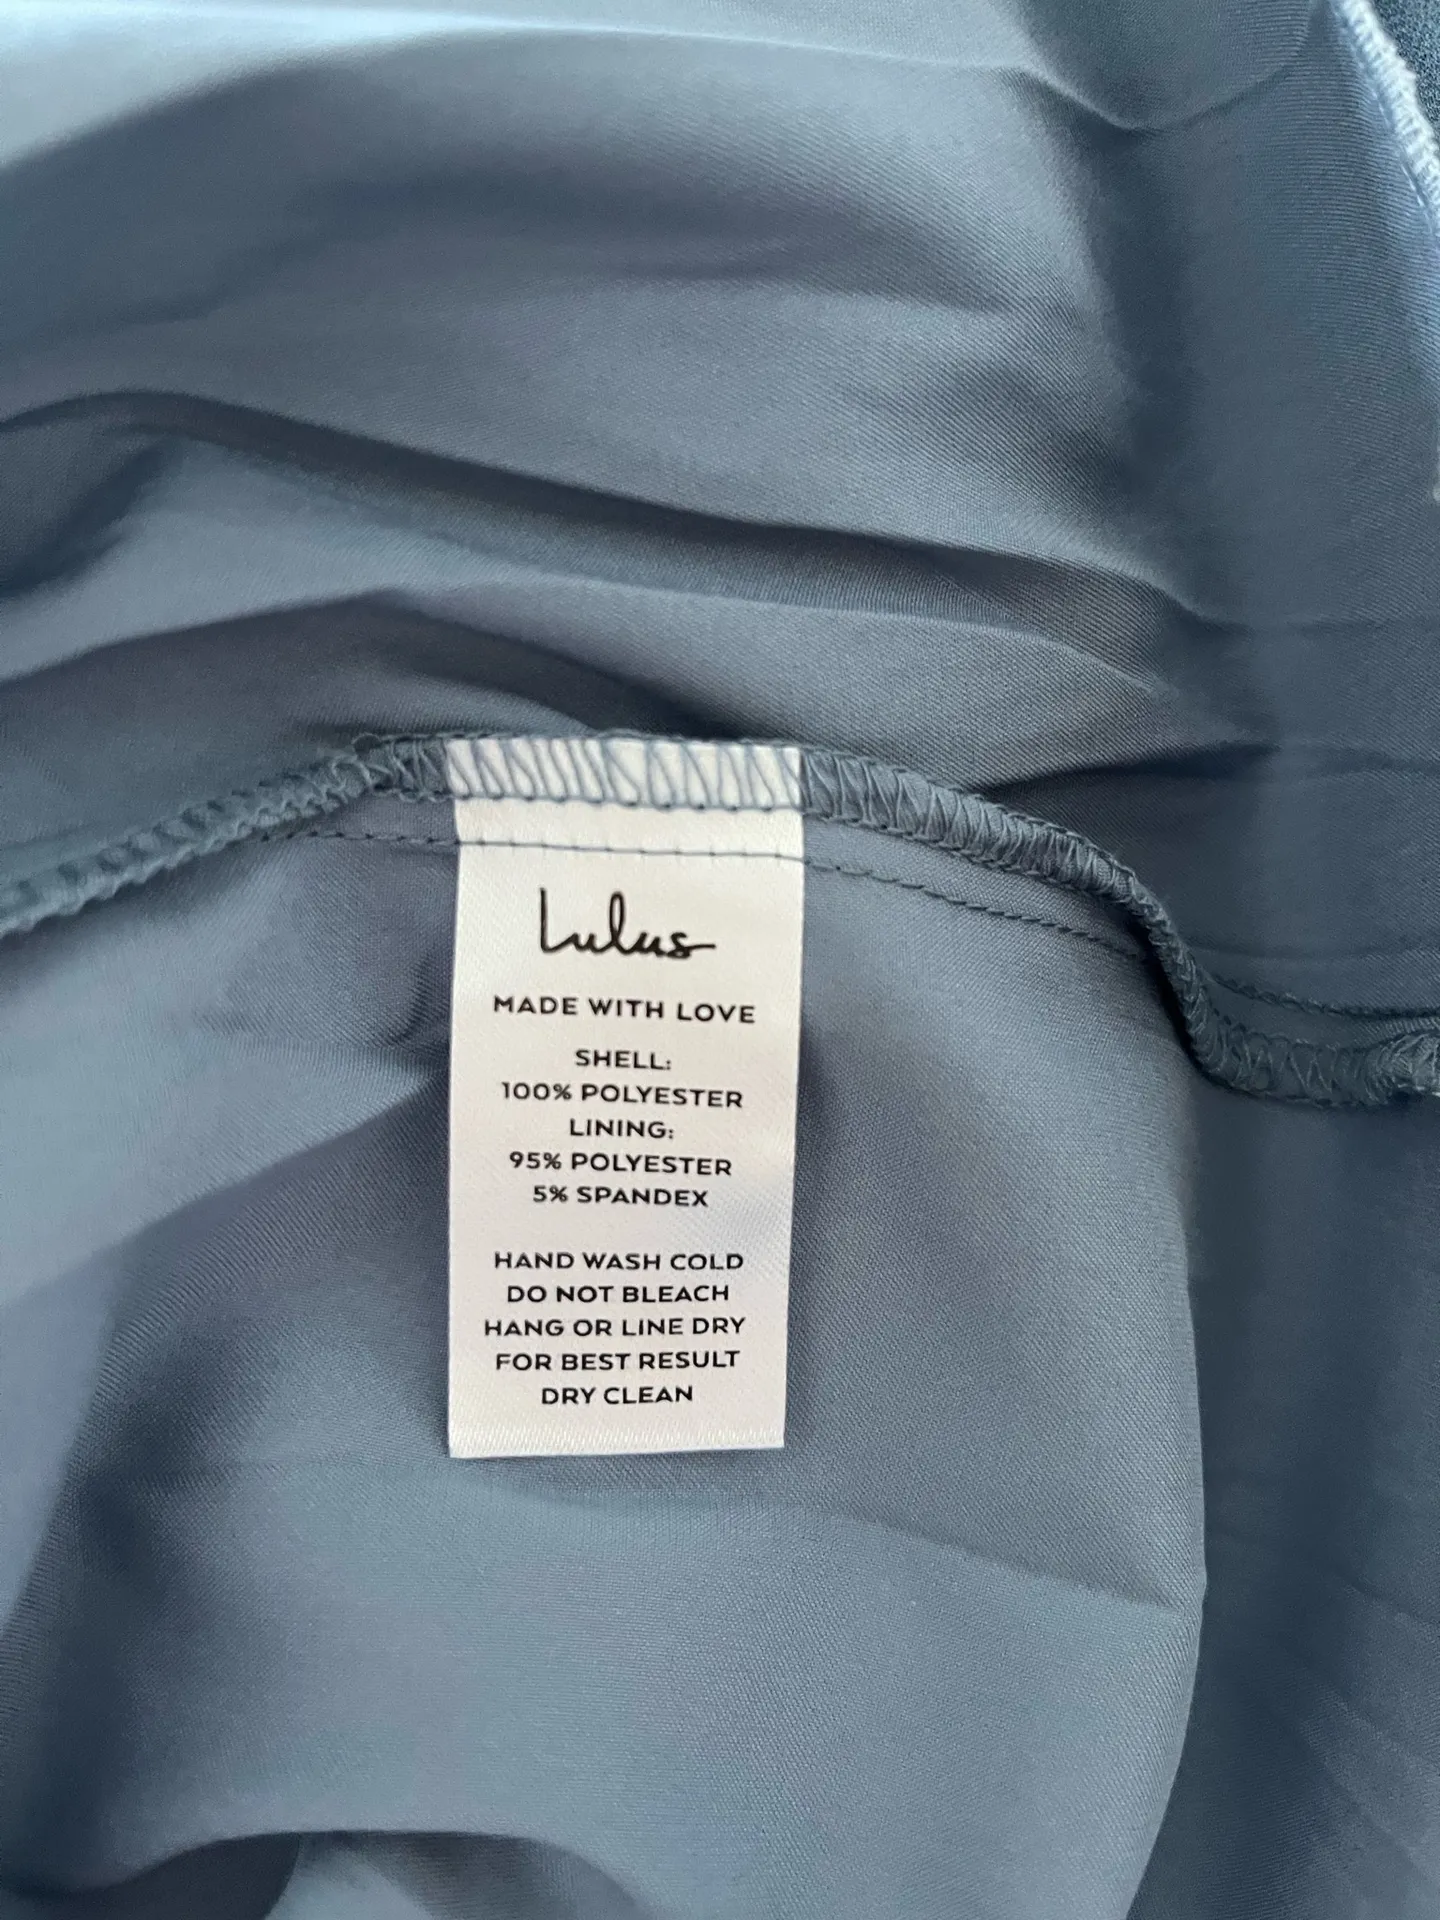 Lulus
MADE WITH LOVE
SHELL:
100% POLYESTER
LINING:
95% POLYESTER
5% SPANDEX
HAND WASH COLD
DO NOT BLEACH
HANG OR LINE DRY
FOR BEST RESULT
DRY CLEAN